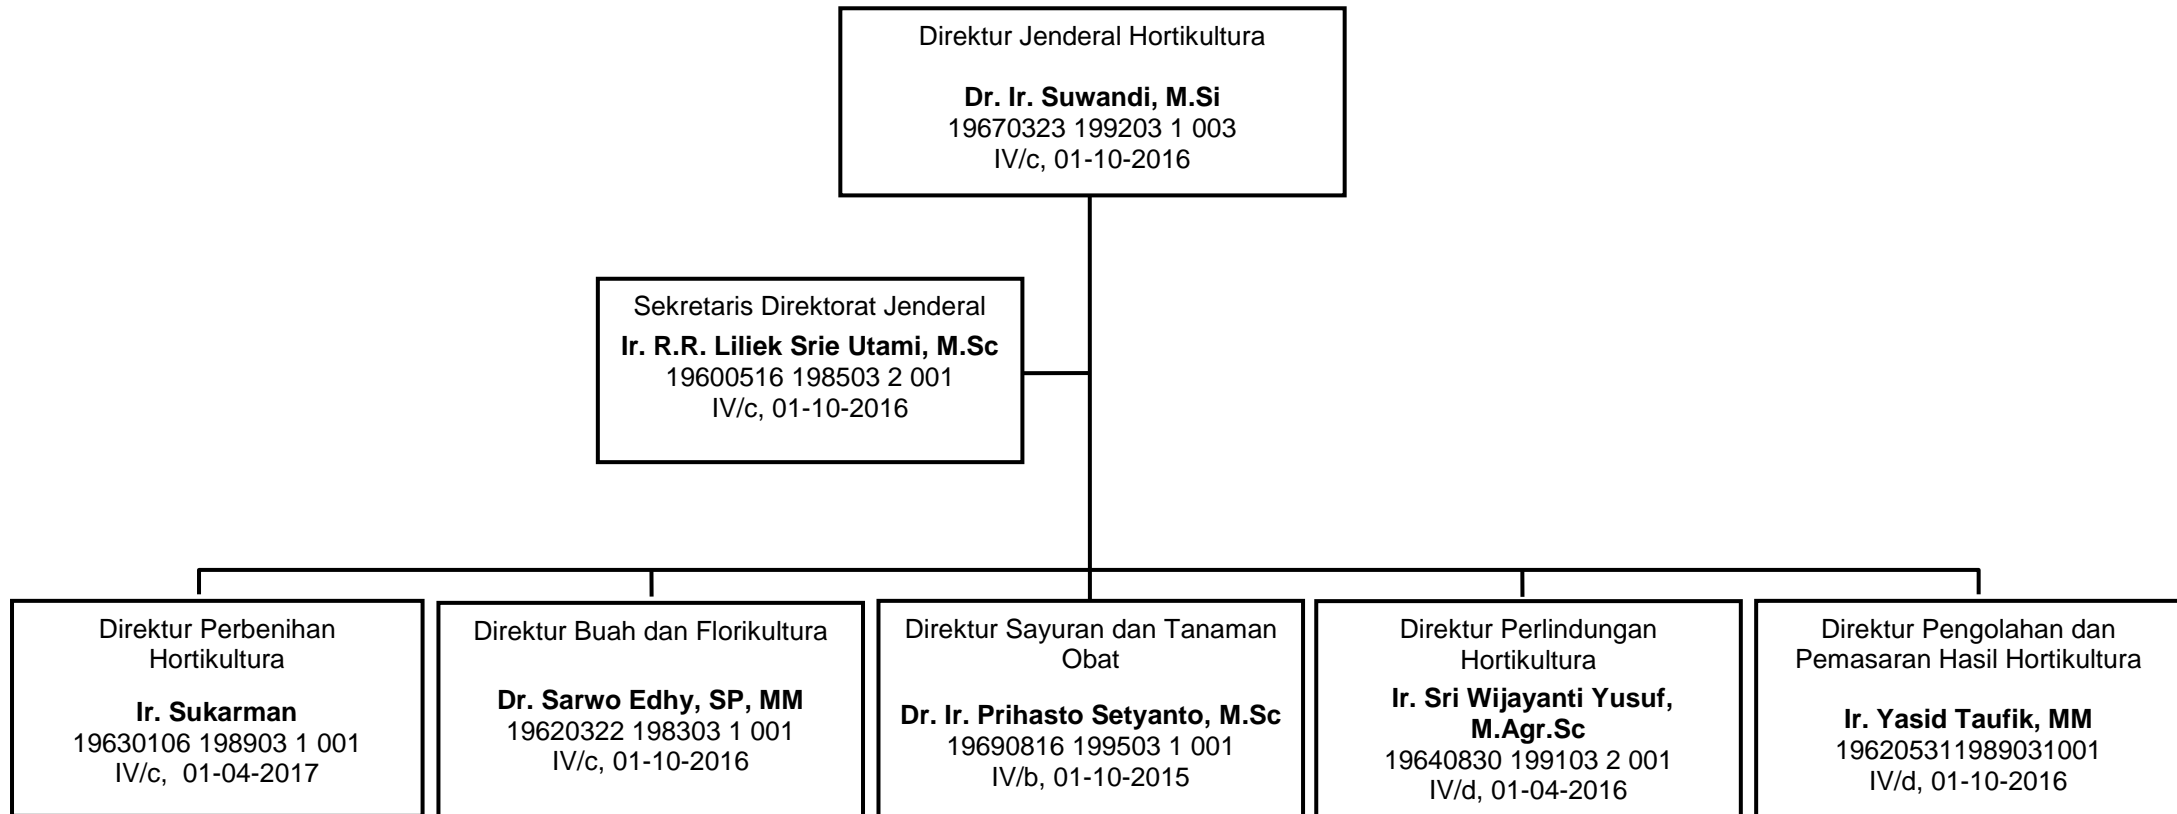 Direktur Jenderal Hortikultura
Dr. Ir. Suwandi, M.Si
19670323 199203 1 003
IV/c, 01-10-2016
Sekretaris Direktorat Jenderal
Ir. R.R. Liliek Srie Utami, M.Sc
19600516 198503 2 001
IV/c, 01-10-2016
Direktur Perbenihan
Hortikultura
Ir. Sukarman
19630106 198903 1 001
IV/c,  01-04-2017
Direktur Buah dan Florikultura
Dr. Sarwo Edhy, SP, MM
19620322 198303 1 001
IV/c, 01-10-2016
Direktur Sayuran dan Tanaman
Obat
Dr. Ir. Prihasto Setyanto, M.Sc
19690816 199503 1 001
IV/b, 01-10-2015
Direktur Perlindungan
Hortikultura
Ir. Sri Wijayanti Yusuf,
M.Agr.Sc
19640830 199103 2 001
IV/d, 01-04-2016
Direktur Pengolahan dan
Pemasaran Hasil Hortikultura
Ir. Yasid Taufik, MM
196205311989031001
IV/d, 01-10-2016